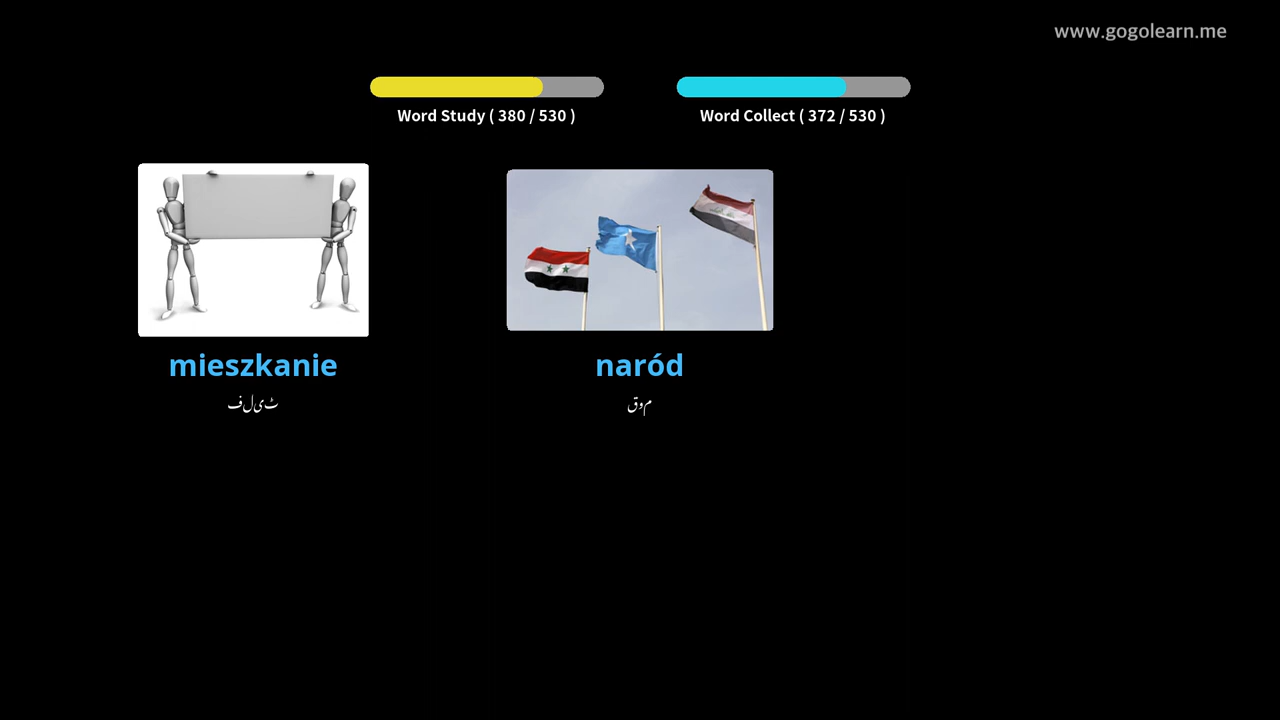 www.gogolearn.me
Word Study ( 380 / 530 )
Word Collect ( 372 / 530 )
mieszkanie
naród
فلیٹ
قوم